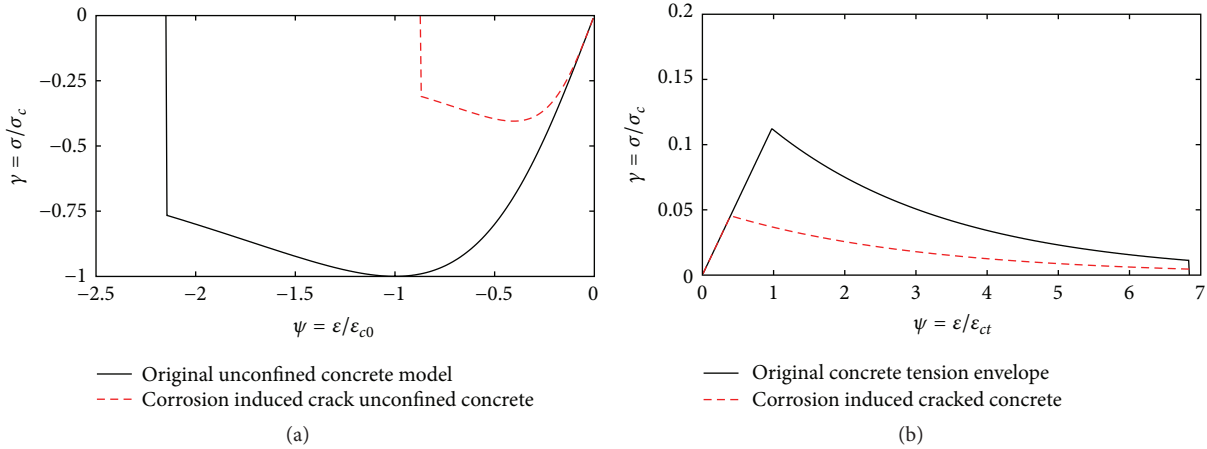 0
−0.25
−0.5
−0.75
−1
−2.5
−2
−1.5
−1
−0.5
0
γ = σ/σc
ψ = ε/εc0
Original unconfined concrete model
Corrosion induced crack unconfined concrete
(a)
0.2
0.15
0.1
0.05
0
0
1
2
3
4
5
6
7
γ = σ/σc
ψ = ε/εct
Original concrete tension envelope
Corrosion induced cracked concrete
(b)